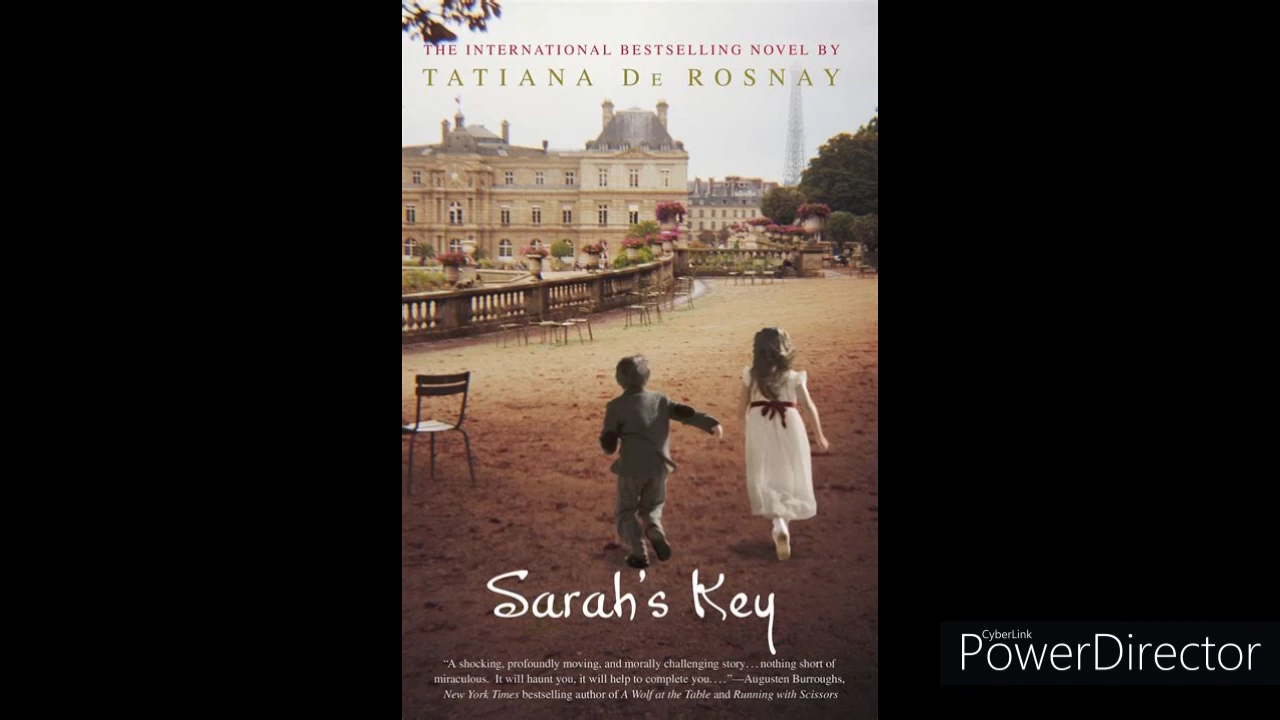 THE INTERNATIONAL BESTSELLING NOVEL BY
TATIANA DE ROSNAY
Sarah's Key
“A shocking, profoundly moving, and morally challenging story... nothing short of
miraculous. It will haunt you, it will help to complete you....”—Augusten Burroughs,
New York Times bestselling author of A Wolf at the Table and Running with Scissors
CyberLink
PowerDirector